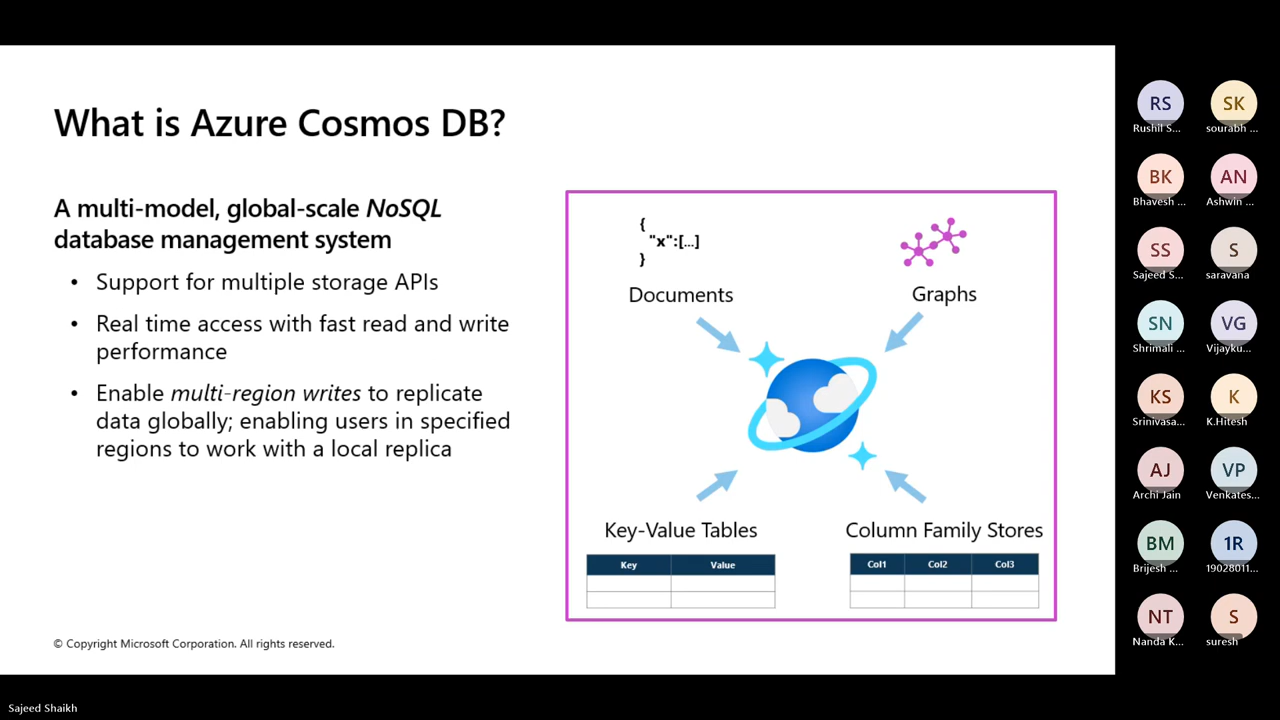 What is Azure Cosmos DB?
A multi-model, global-scale NoSQL
database management system
• Support for multiple storage APIs
• Real time access with fast read and write
performance
• Enable multi-region writes to replicate
data globally; enabling users in specified
regions to work with a local replica
{
"x":[...]
}
Documents
Graphs
Key-Value Tables
Key Value
Column Family Stores
Col1 Col2 Col3
© Copyright Microsoft Corporation. All rights reserved.
RS SK
Rushil S... sourabh ...
BK AN
Bhavesh ... Ashwin ...
SS S
Sajeed S... saravana
SN VG
Shrimali ... Vijayku...
KS K
Srinivasa... K.Hitesh
AJ VP
Archi Jain Venkates...
BM 1R
Brijesh ... 19028011...
NT S
Nanda K... suresh
Sajeed Shaikh